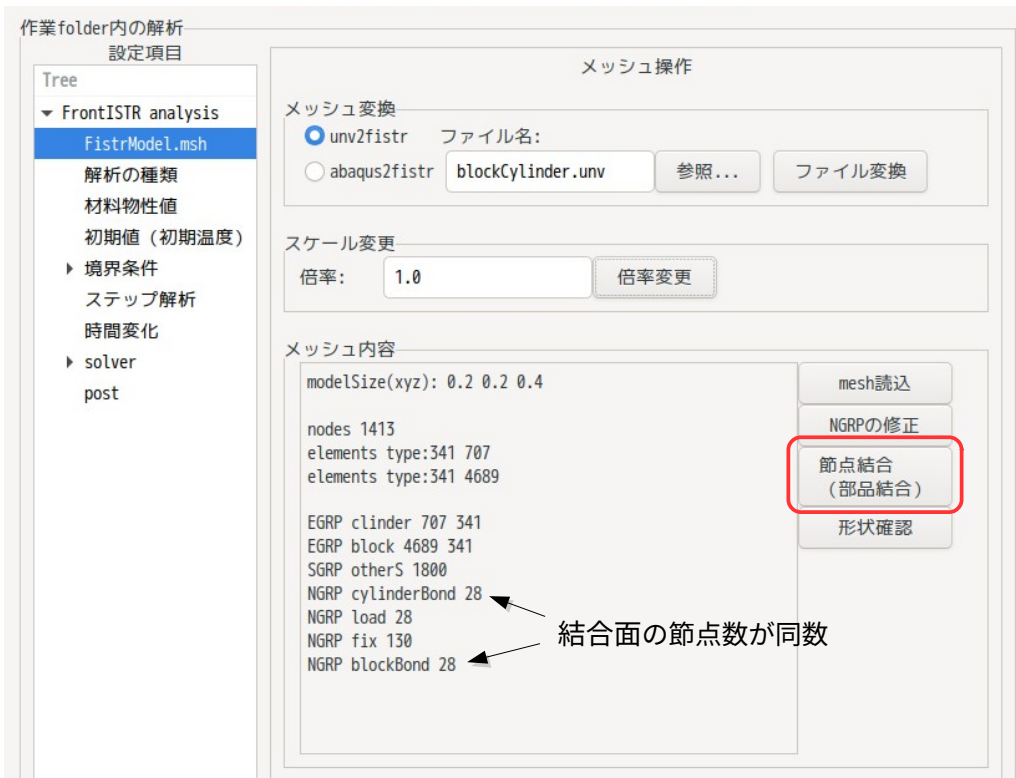 作業folder内の解析
設定項目
Tree
FrontISTR analysis
FistrModel.msh
解析の種類
材料物性値
初期値（初期温度）
境界条件
ステップ解析
時間変化
solver
post
メッシュ操作
メッシュ変換
unv2fistr ファイル名:
abaqus2fistr blockCylinder.unv 参照... ファイル変換
スケール変更
倍率: 1.0 倍率変更
メッシュ内容
modelSize(xyz): 0.2 0.2 0.4
nodes 1413
elements type:341 707
elements type:341 4689
EGRP clinder 707 341
EGRP block 4689 341
SGRP otherS 1800
NGRP cylinderBond 28
NGRP load 28
NGRP fix 130
NGRP blockBond 28
mesh読込
NGRPの修正
節点結合
（部品結合）
形状確認
結合面の節点数が同数